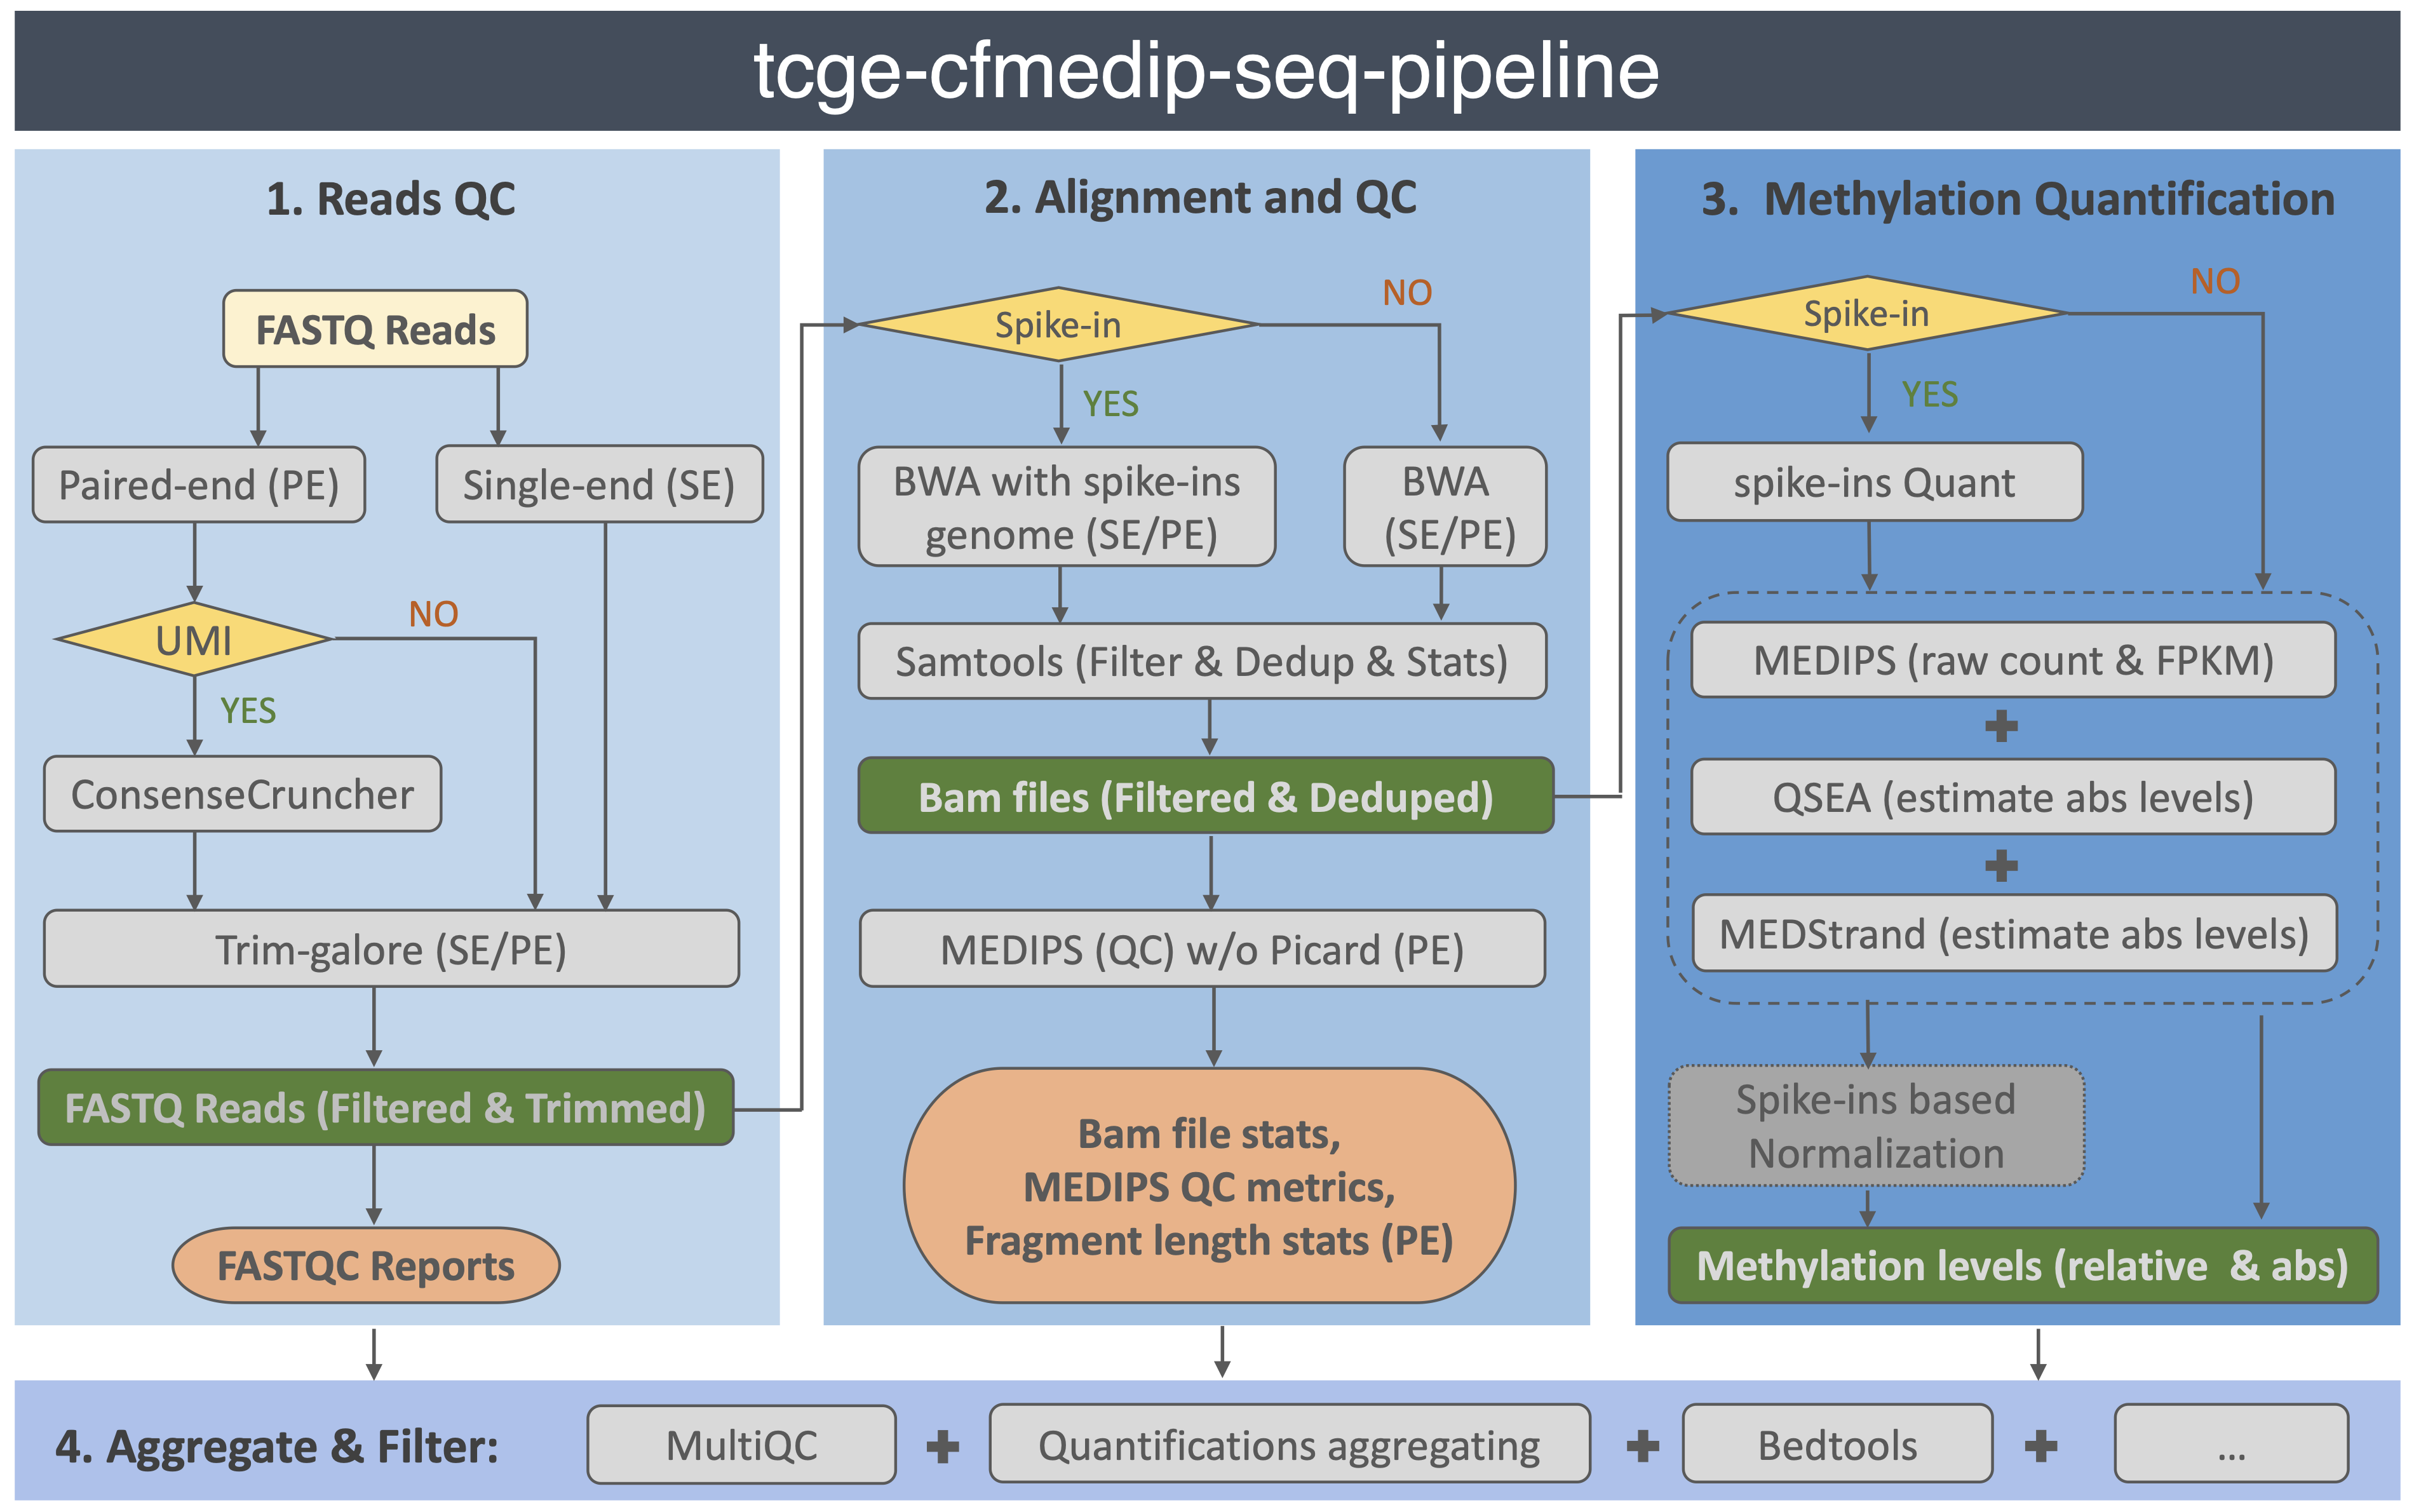 tcge-cfmedip-seq-pipeline
1. Reads QC
FASTQ Reads
Paired-end (PE)
Single-end (SE)
UMI
NO
YES
ConsenseCruncher
Trim-galore (SE/PE)
FASTQ Reads (Filtered & Trimmed)
FASTQC Reports
2. Alignment and QC
Spike-in
NO
YES
BWA with spike-ins
genome (SE/PE)
BWA
(SE/PE)
Samtools (Filter & Dedup & Stats)
Bam files (Filtered & Deduped)
MEDIPS (QC) w/o Picard (PE)
Bam file stats,
MEDIPS QC metrics,
Fragment length stats (PE)
3. Methylation Quantification
Spike-in
NO
YES
spike-ins Quant
MEDIPS (raw count & FPKM)
+
QSEA (estimate abs levels)
+
MEDStrand (estimate abs levels)
Spike-ins based
Normalization
Methylation levels (relative & abs)
4. Aggregate & Filter:
MultiQC
+
Quantifications aggregating
+
Bedtools
+
...